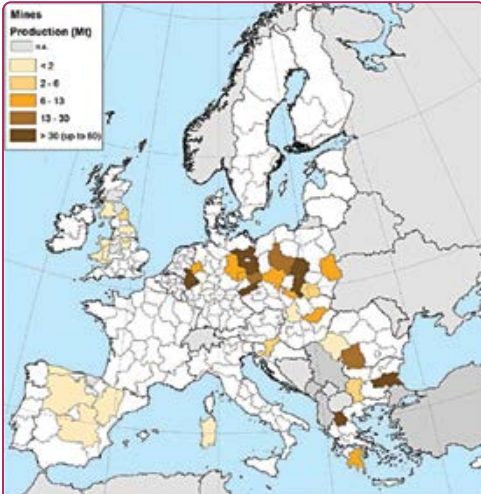 Mines
Production (Mt)
n.a.
< 2
2 - 6
6 - 13
13 - 30
> 30 (up to 60)